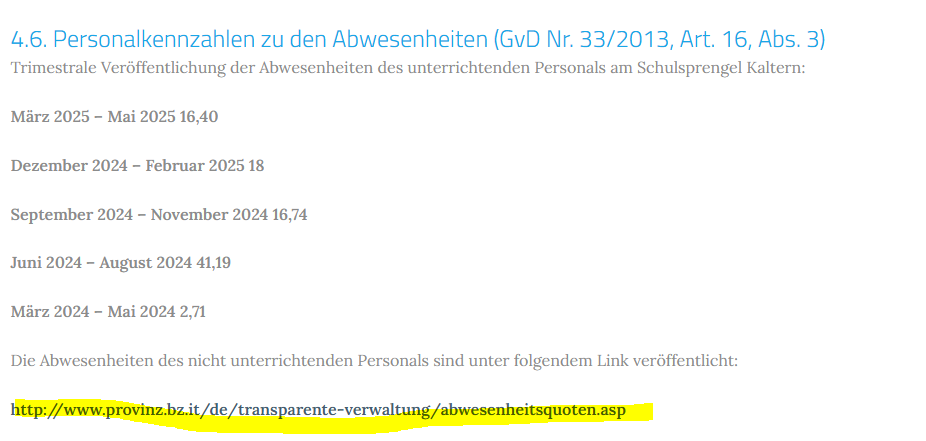 4.6. Personalkennzahlen zu den Abwesenheiten (GvD Nr. 33/2013, Art. 16, Abs. 3)
Trimestrale Veröffentlichung der Abwesenheiten des unterrichtenden Personals am Schulsprengel Kaltern:
März 2025 – Mai 2025 16,40
Dezember 2024 – Februar 2025 18
September 2024 – November 2024 16,74
Juni 2024 – August 2024 41,19
März 2024 – Mai 2024 2,71
Die Abwesenheiten des nicht unterrichtenden Personals sind unter folgendem Link veröffentlicht:
http://www.provinz.bz.it/de/transparente-verwaltung/abwesenheitsquoten.asp